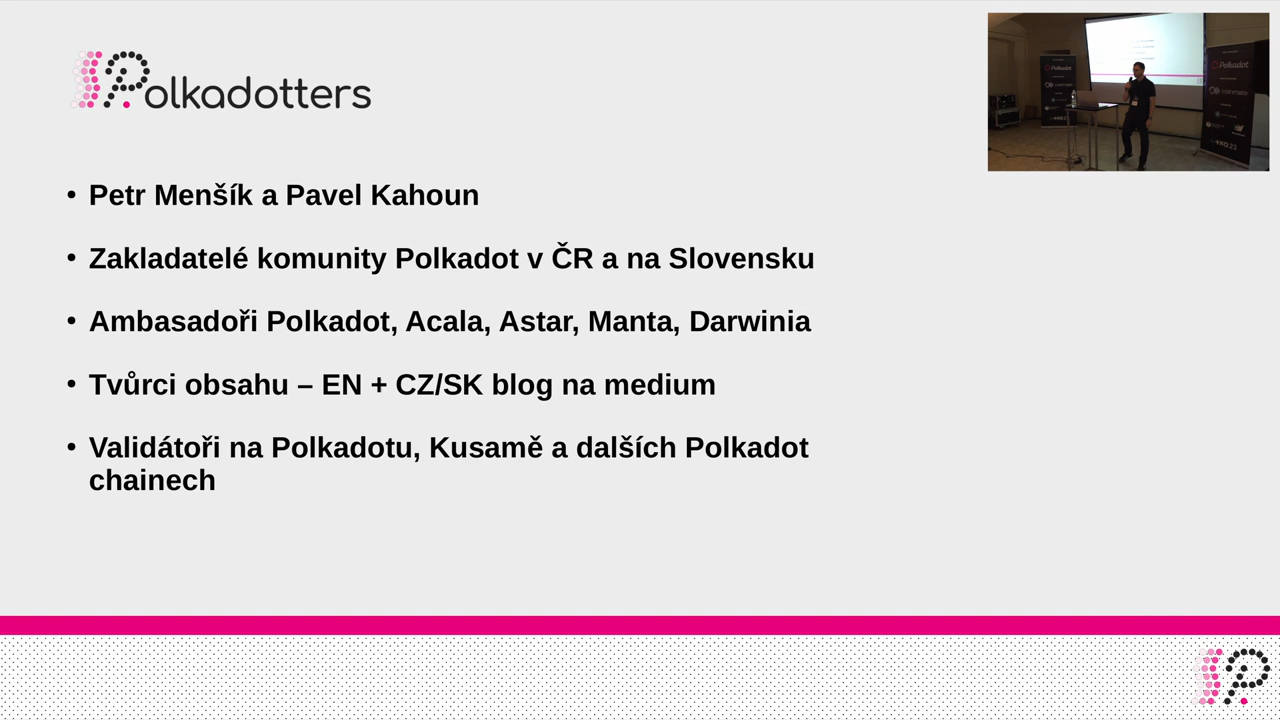 Polkadotters
Polkadot
• Petr Menšík a Pavel Kahoun
• Zakladatelé komunity Polkadot v ČR a na Slovensku
• Ambasadoři Polkadot, Acala, Astar, Manta, Darwinia
• Tvůrci obsahu – EN + CZ/SK blog na medium
• Validátoři na Polkadotu, Kusamě a dalších Polkadot
chainech